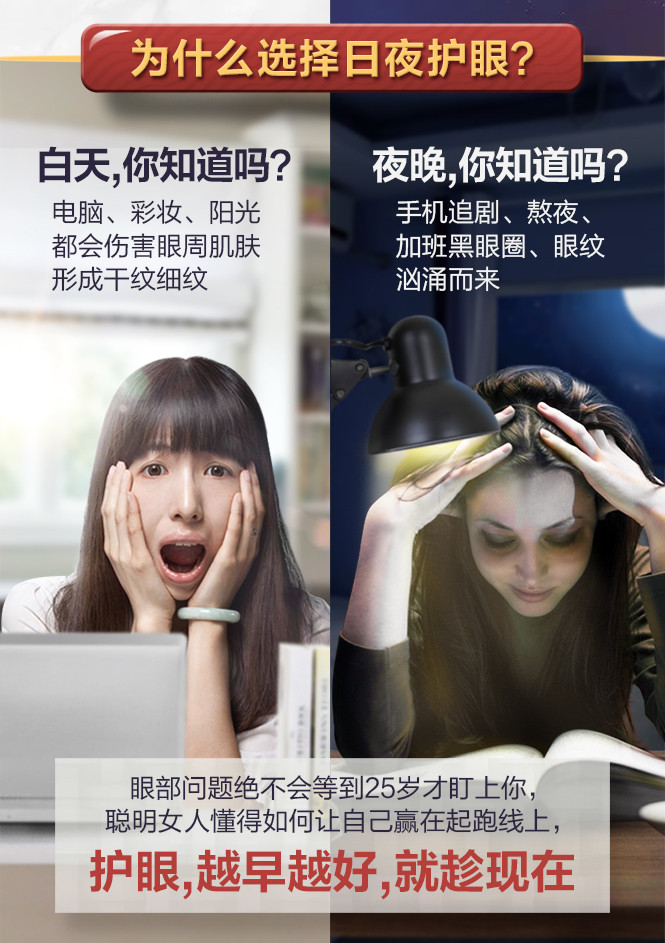 为什么选择日夜护眼?
白天,你知道吗?
电脑、彩妆、阳光
都会伤害眼周肌肤
形成干纹细纹
夜晚,你知道吗?
手机追剧、熬夜、
加班黑眼圈、眼纹
汹涌而来
眼部问题绝不会等到25岁才盯上你，
聪明女人懂得如何让自己赢在起跑线上，
护眼,越早越好,就趁现在